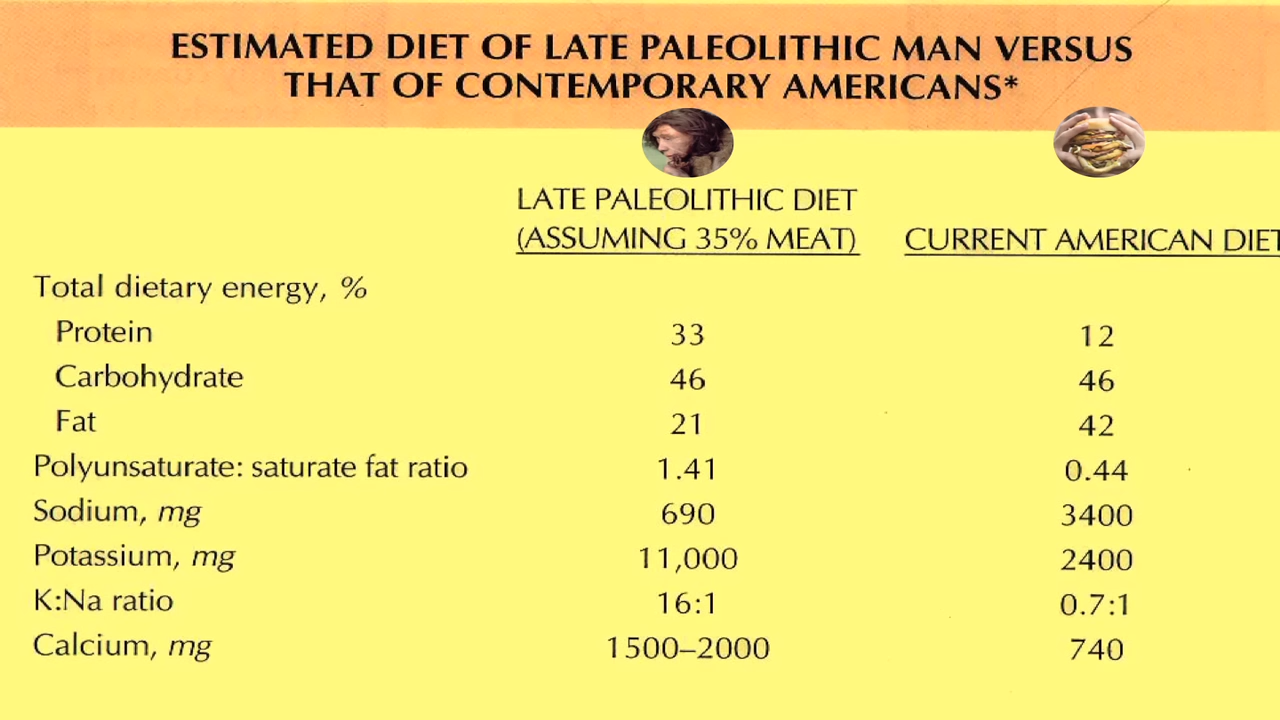 ESTIMATED DIET OF LATE PALEOLITHIC MAN VERSUS
THAT OF CONTEMPORARY AMERICANS*
LATE PALEOLITHIC DIET
(ASSUMING 35% MEAT) CURRENT AMERICAN DIET
Total dietary energy, %
Protein 33 12
Carbohydrate 46 46
Fat 21 42
Polyunsaturate: saturate fat ratio 1.41 0.44
Sodium, mg 690 3400
Potassium, mg 11,000 2400
K:Na ratio 16:1 0.7:1
Calcium, mg 1500–2000 740